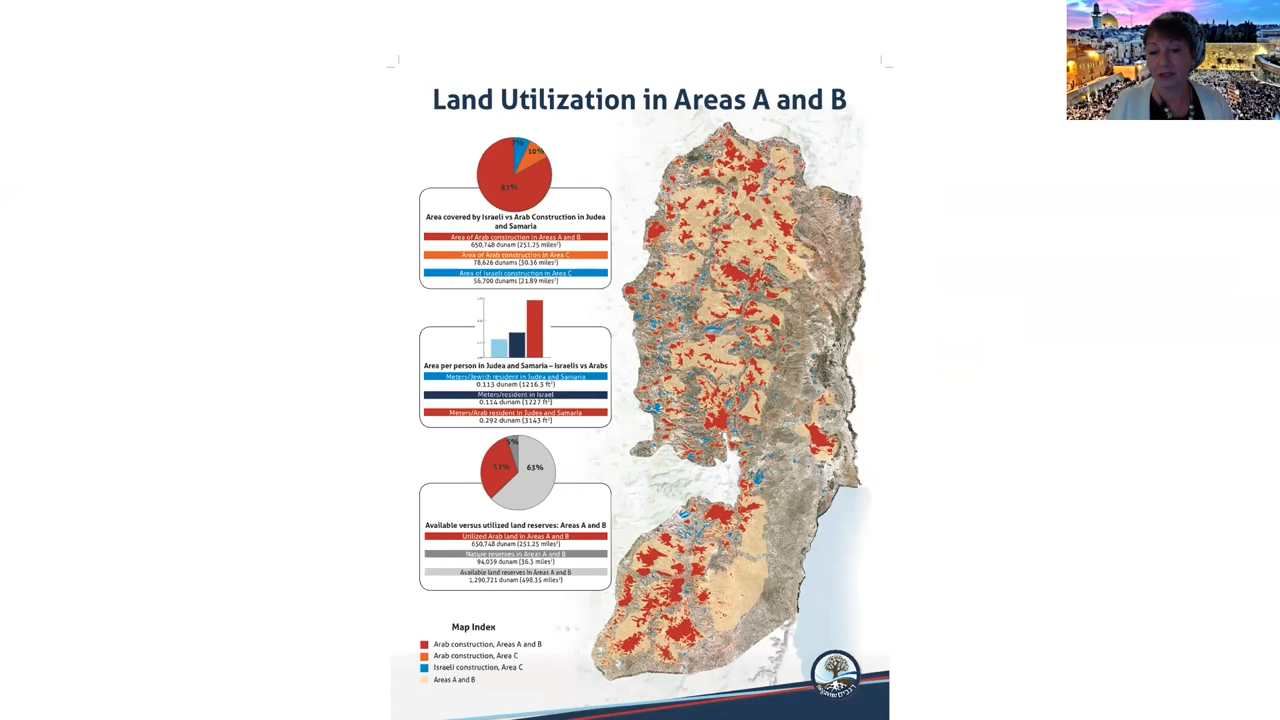 Land Utilization in Areas A and B
7%
10%
83%
Area covered by Israeli vs Arab Construction in Judea
and Samaria
Area of Arab construction in Areas A and B
650,748 dunam (251.25 miles²)
Area of Arab construction in Area C
78,626 dunams (30.36 miles²)
Area of Israeli construction in Area C
56,700 dunams (21.89 miles²)
Area per person in Judea and Samaria – Israelis vs Arabs
Meters/Jewish resident in Judea and Samaria
0.113 dunam (1216.3 ft²)
Meters/resident in Israel
0.114 dunam (1227 ft²)
Meters/Arab resident in Judea and Samaria
0.292 dunam (3143 ft²)
5%
32%
63%
Available versus utilized land reserves: Areas A and B
Utilized Arab land in Areas A and B
650,748 dunam (251.25 miles²)
Nature reserves in Areas A and B
94,039 dunam (36.3 miles²)
Available land reserves in Areas A and B
1,290,721 dunam (498.35 miles²)
Map Index
Arab construction, Areas A and B
Arab construction, Area C
Israeli construction, Area C
Areas A and B